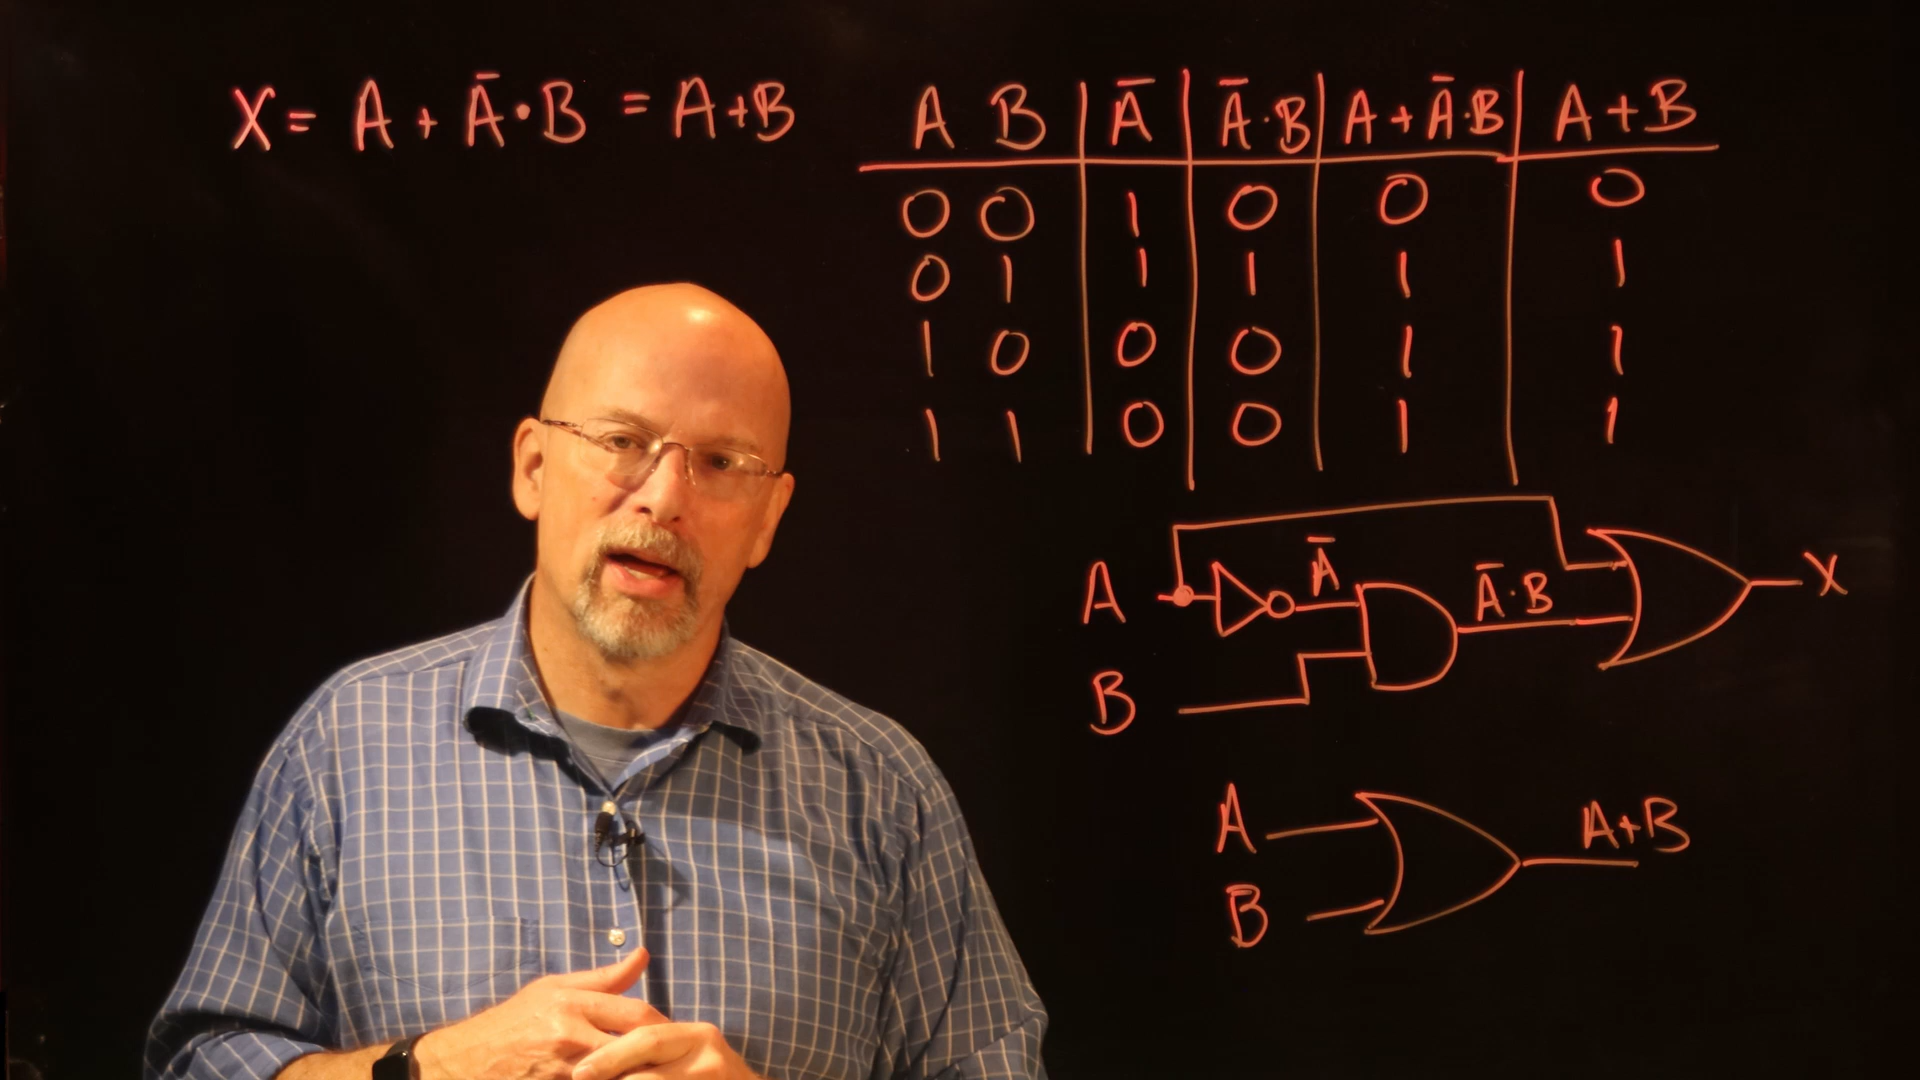 X = A + Ā·B = A+B
A B | Ā | Ā·B | A + Ā·B | A + B
0 0 | 1 | 0 | 0 | 0
0 1 | 1 | 1 | 1 | 1
1 0 | 0 | 0 | 1 | 1
1 1 | 0 | 0 | 1 | 1
A Ā Ā·B X
B
A A+B
B